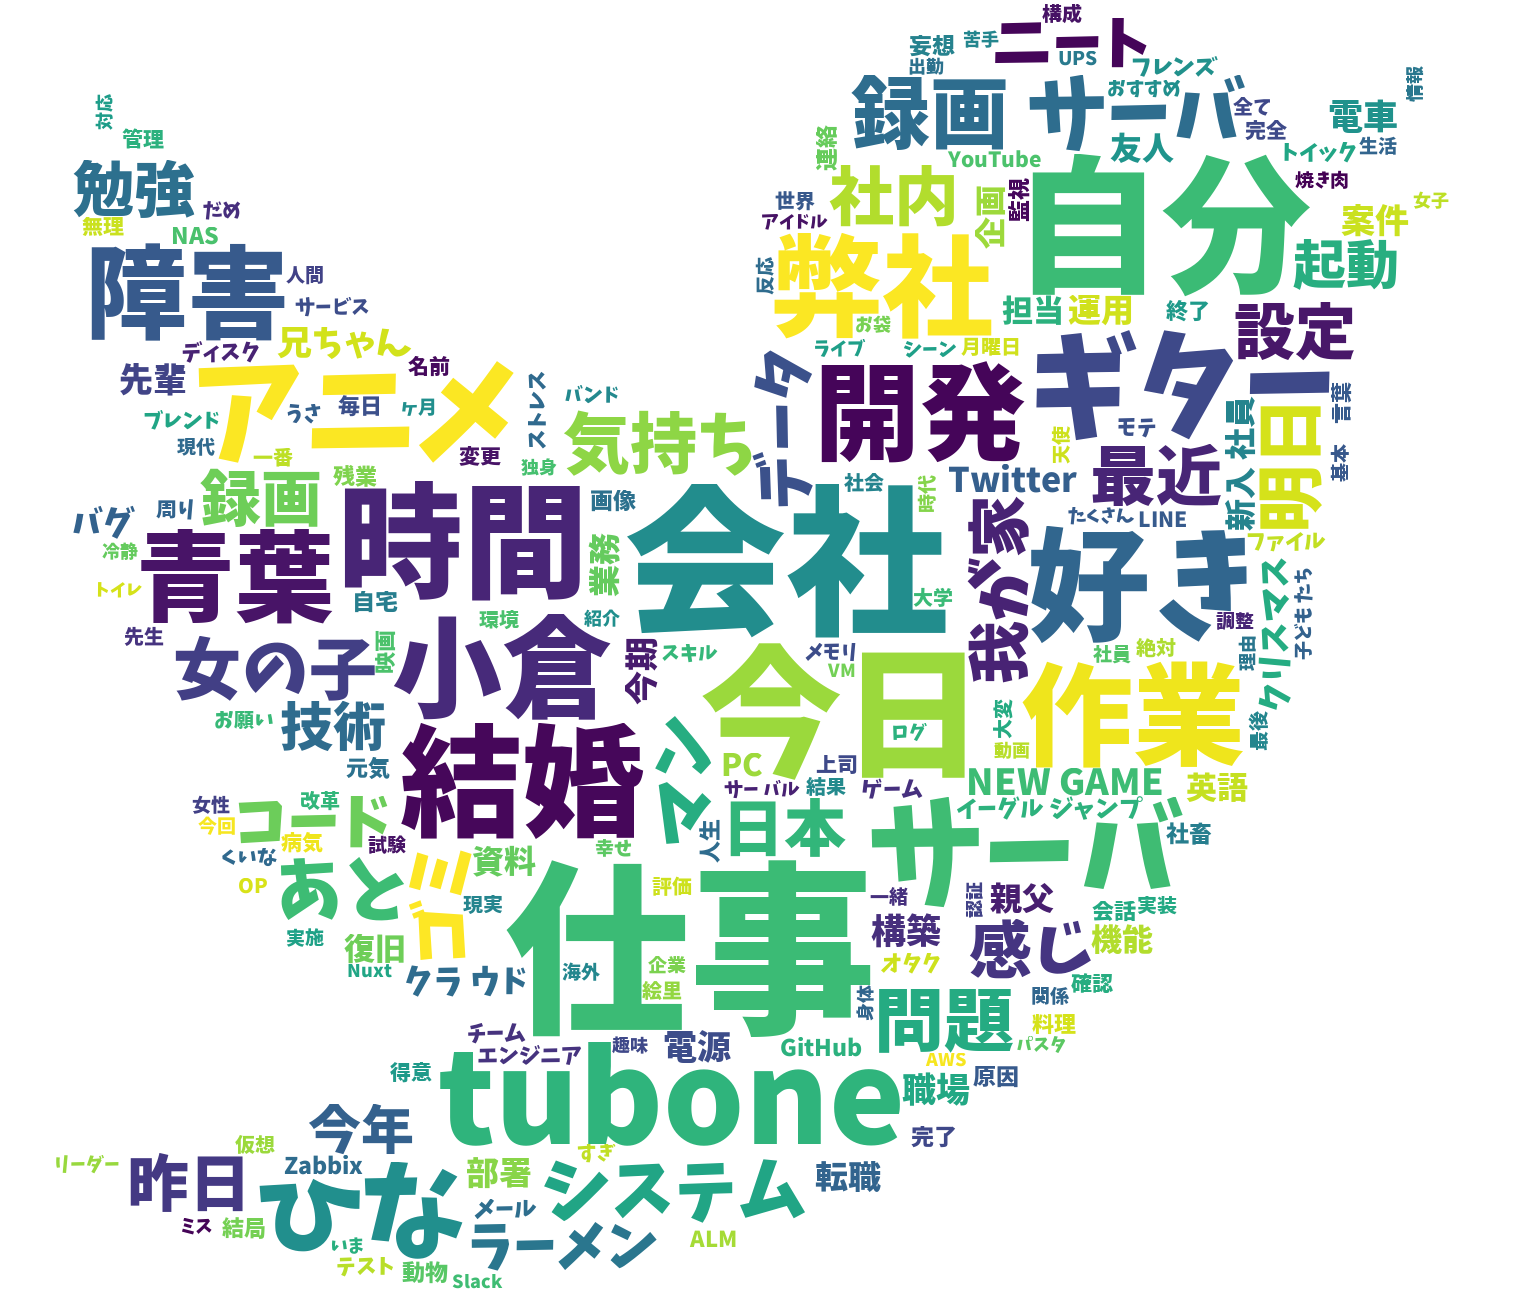 構成
ニート
妄想
苦手
出勤
UPS
フレンズ
録画
サーバ
おすすめ
全て
完全
情報
電車
対応
管理
連絡
YouTube
友人
トイック
生活
勉強
だめ
無理
NAS
世界
アイドル
社内
企画
監視
自分
焼き肉
女子
案件
起動
障害
人間
サービス
反応
弊社
お袋
担当
運用
終了
設定
兄ちゃん
ディスク
名前
先輩
アニメ
うさ
毎日
ケ月
ブレンド
現代
一番
変更
ストレス
バンド
独身
気持ち
ライブ
シーン
月曜日
データ
開発
ギター
モテ
天使
新入社員
明日
言葉
基本
録画
残業
バグ
周り
冷静
トイレ
青葉
時間
画像
業務
会社
社会
時代
大学
Twitter
最近
たくさん
LINE
我が家
好き
ファイル
クリスマス
子どもたち
調整
理由
自宅
環境
紹介
先生
女の子
映画
小倉
今期
スキル
メモリ
VM
社員
絶対
今日
ログ
大変
動画
作業
最後
お願い
技術
元気
結婚
マシン
PC
上司
サーバル
結果
ゲーム
NEW GAME
英語
イーグルジャンプ
社畜
女性
今回
コード
改革
病気
試験
くいな
OP
あと
資料
幸せ
人生
日本
サーバ
実施
復旧
Nuxt
現実
クラウド
仕事
海外
評価
企業
絵里
一緒
構築
オタク
認証
親父
感じ
会話
実装
機能
確認
身体
問題
関係
料理
パスタ
AWS
原因
職場
チーム
エンジニア
趣味
電源
GitHub
得意
tubone
完了
今年
仮想
リーダー
昨日
Zabbix
ひな
部署
すぎ
システム
転職
ミス
結局
いま
メール
ラーメン
ALM
テスト
動物
Slack